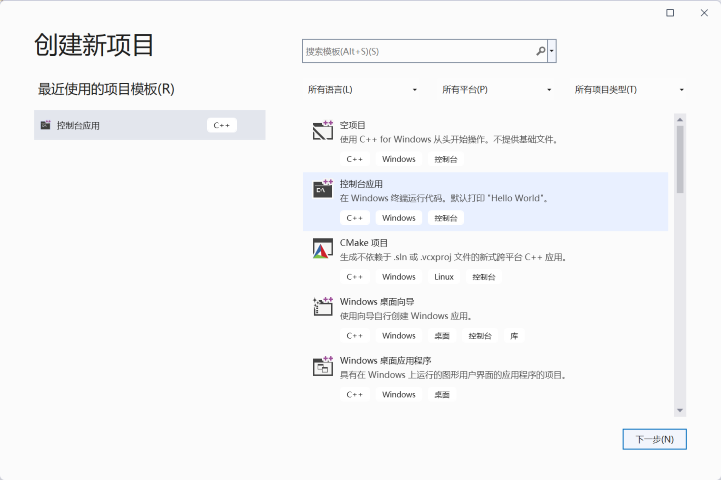 创建新项目
搜索模板(Alt+S)(S)
最近使用的项目模板(R)
所有语言(L) 所有平台(P) 所有项目类型(T)
控制台应用 C++
空项目
使用 C++ for Windows 从头开始操作。不提供基础文件。
C++ Windows 控制台
控制台应用
在 Windows 终端运行代码。默认打印 "Hello World"。
C++ Windows 控制台
CMake 项目
生成不依赖于 .sln 或 .vcxproj 文件的新式跨平台 C++ 应用。
C++ Windows Linux 控制台
Windows 桌面向导
使用向导自行创建 Windows 应用。
C++ Windows 桌面 控制台 库
Windows 桌面应用程序
具有在 Windows 上运行的图形用户界面的应用程序的项目。
C++ Windows 桌面
下一步(N)